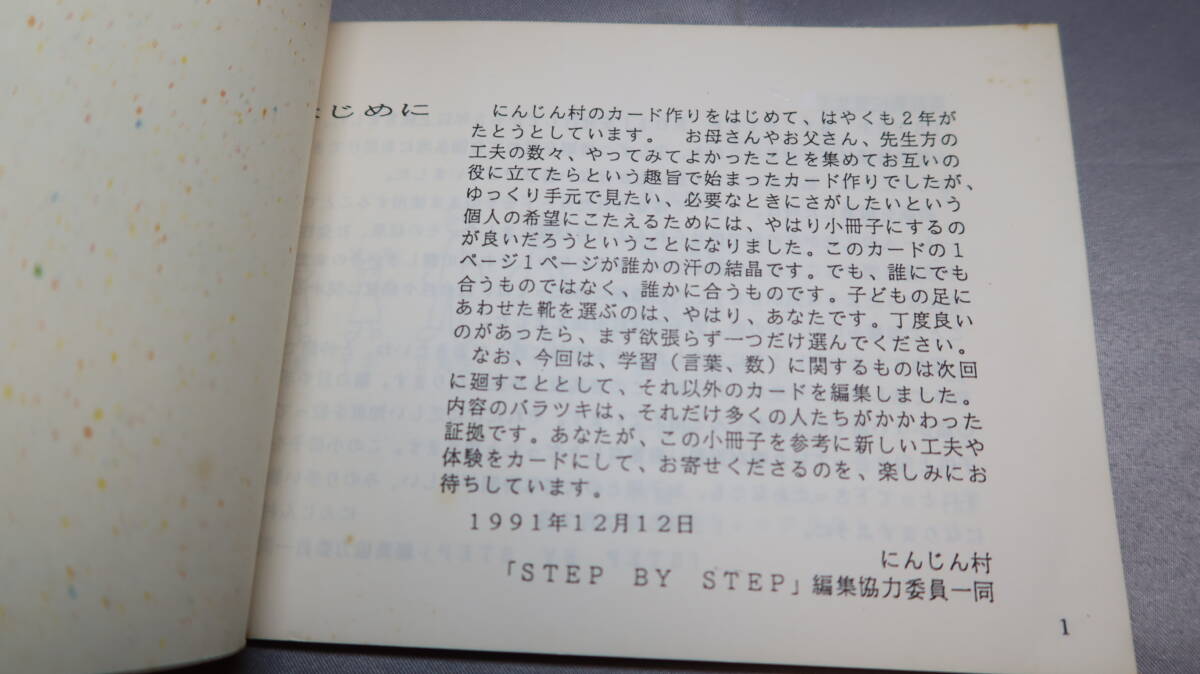 はじめに
にんじん村のカード作りをはじめて、はやくも２年が
たとうとしています。　お母さんやお父さん、先生方の
工夫の数々、やってみてよかったことを集めてお互いの
役に立てたらという趣旨で始まったカード作りでしたが、
ゆっくり手元で見たい、必要なときにさがしたいという
個人の希望にこたえるためには、やはり小冊子にするの
が良いだろうということになりました。このカードの１
ページ１ページが誰かの汗の結晶です。でも、誰にでも
合うものではなく、誰かに合うものです。子どもの足に
あわせた靴を選ぶのは、やはり、あなたです。丁度良い
のがあったら、まず欲張らず一つだけ選んでください。
なお、今回は、学習（言葉、数）に関するものは次回
に廻すこととして、それ以外のカードを編集しました。
内容のバラツキは、それだけ多くの人たちがかかわった
証拠です。あなたが、この小冊子を参考に新しい工夫や
体験をカードにして、お寄せくださるのを、楽しみにお
待ちしています。
１９９１年１２月１２日
にんじん村
「ＳＴＥＰ　ＢＹ　ＳＴＥＰ」編集協力委員一同
1